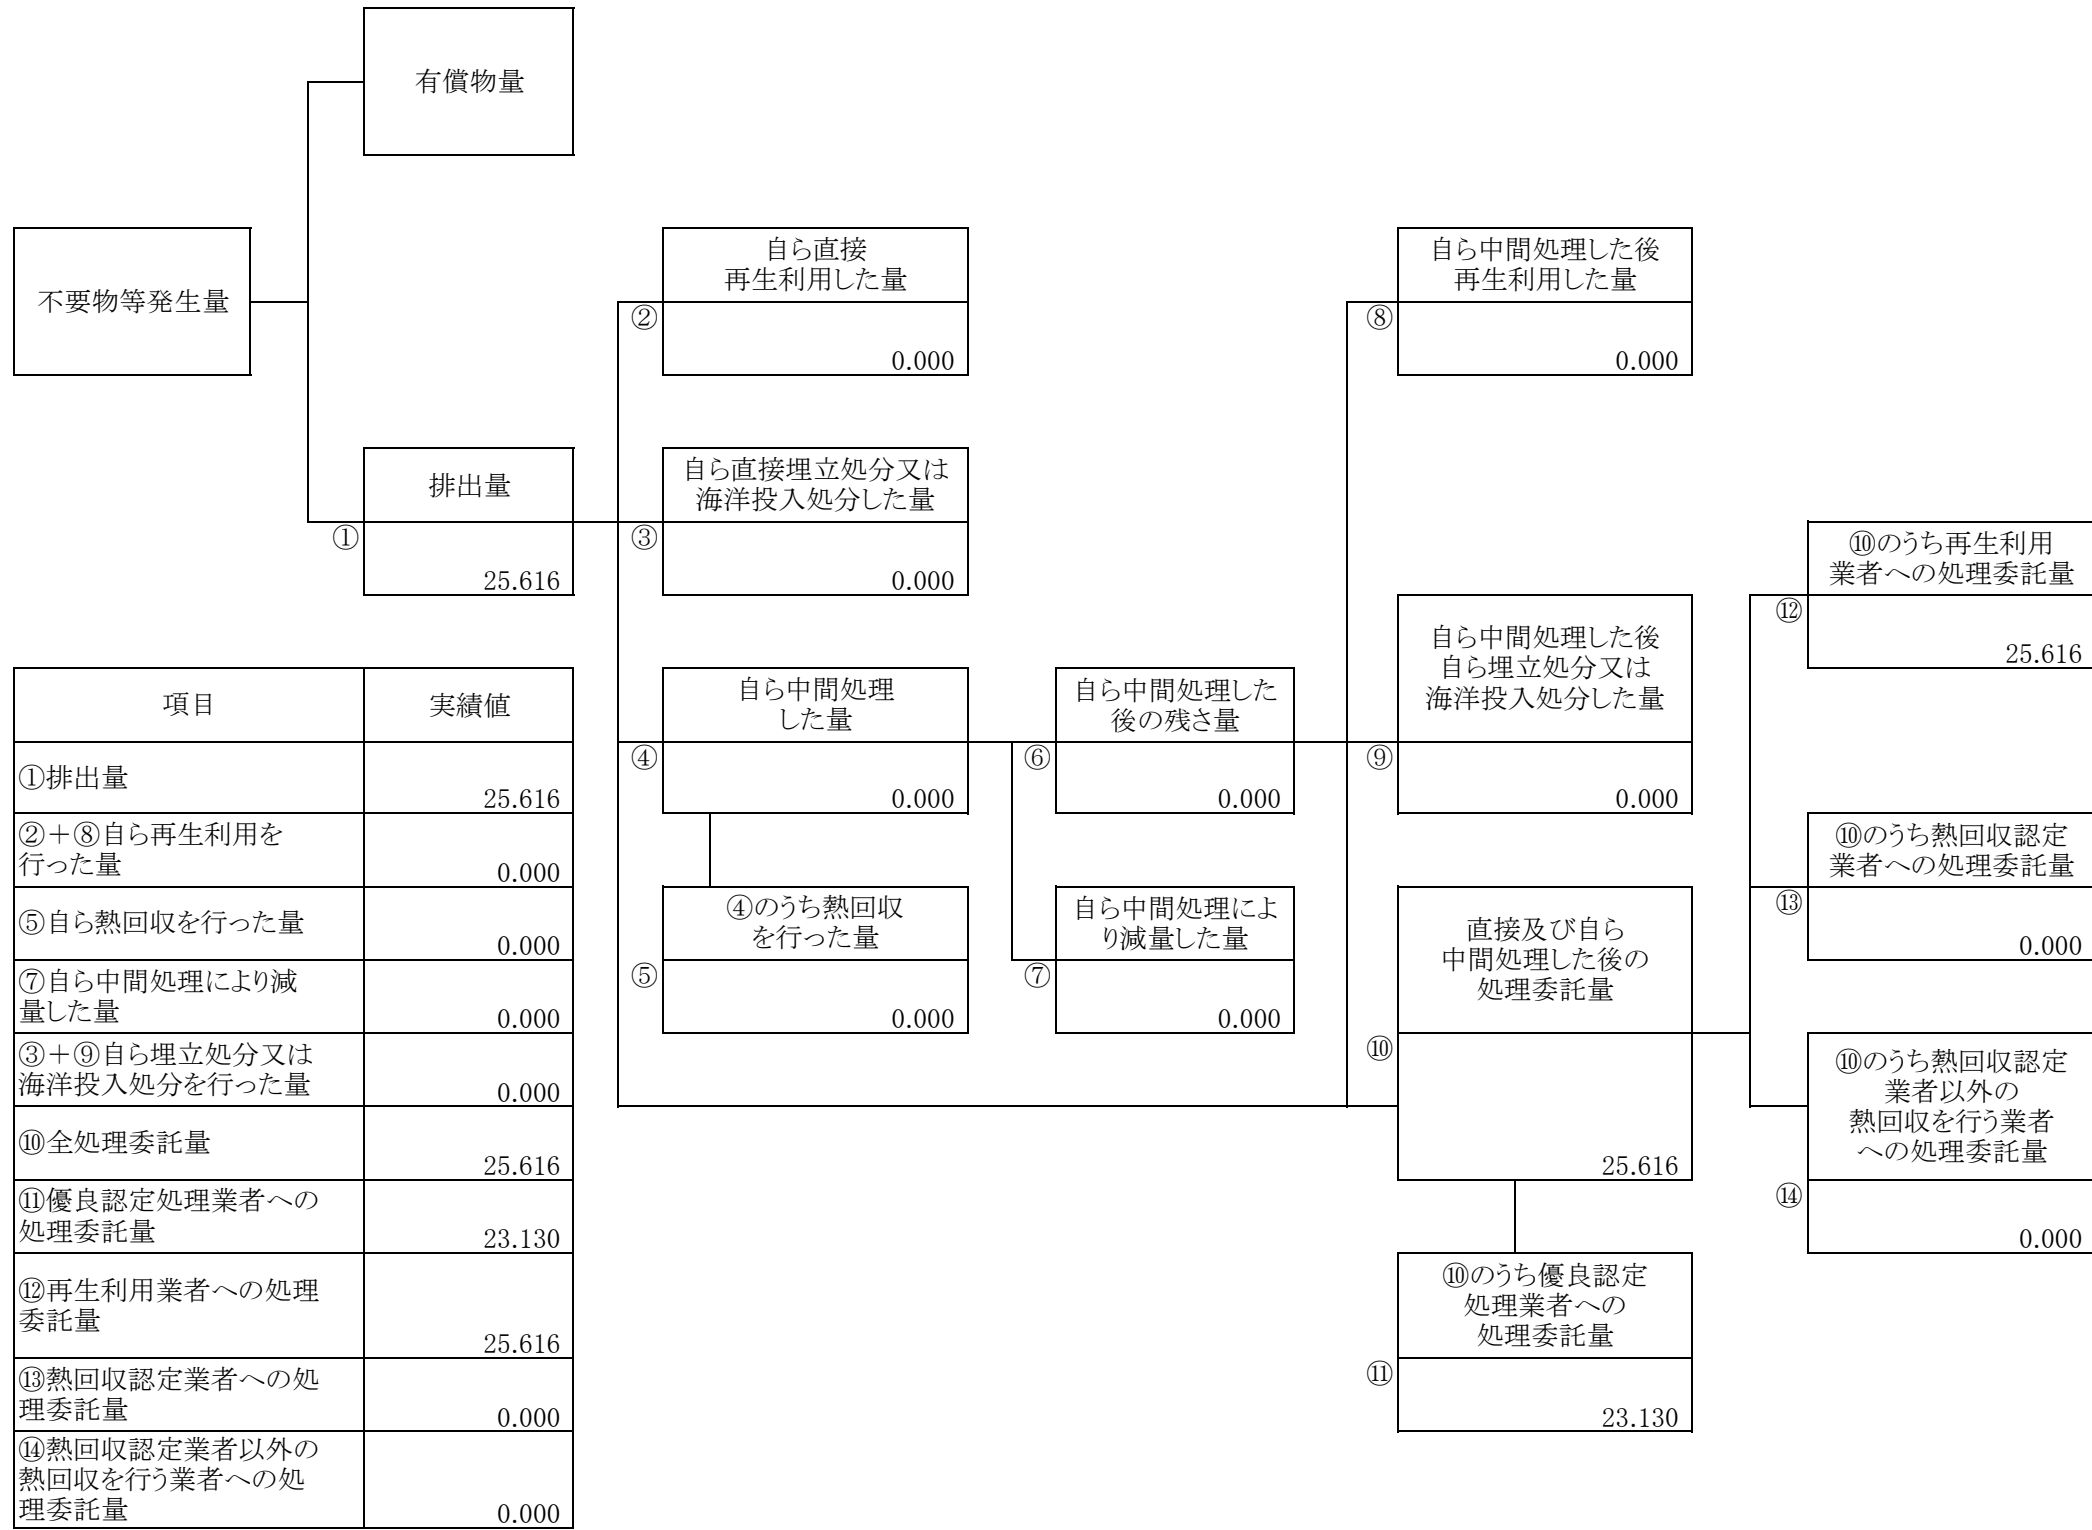 有償物量
不要物等発生量
自ら直接
再生利用した量
②
0.000
自ら中間処理した後
再生利用した量
⑧
0.000
排出量
①
25.616
自ら直接埋立処分又は
海洋投入処分した量
③
0.000
⑩のうち再生利用
業者への処理委託量
⑫
25.616
自ら中間処理
した量
④
0.000
自ら中間処理した
後の残さ量
⑥
0.000
自ら中間処理した後
自ら埋立処分又は
海洋投入処分した量
⑨
0.000
⑩のうち熱回収認定
業者への処理委託量
⑬
0.000
④のうち熱回収
を行った量
⑤
0.000
自ら中間処理によ
り減量した量
⑦
0.000
直接及び自ら
中間処理した後の
処理委託量
⑩
25.616
⑩のうち熱回収認定
業者以外の
熱回収を行う業者
への処理委託量
⑭
0.000
⑩のうち優良認定
処理業者への
処理委託量
⑪
23.130
項目 実績値
①排出量
25.616
②＋⑧自ら再生利用を
行った量
0.000
⑤自ら熱回収を行った量
0.000
⑦自ら中間処理により減
量した量
0.000
③＋⑨自ら埋立処分又は
海洋投入処分を行った量
0.000
⑩全処理委託量
25.616
⑪優良認定処理業者への
処理委託量
23.130
⑫再生利用業者への処理
委託量
25.616
⑬熱回収認定業者への処
理委託量
0.000
⑭熱回収認定業者以外の
熱回収を行う業者への処
理委託量
0.000